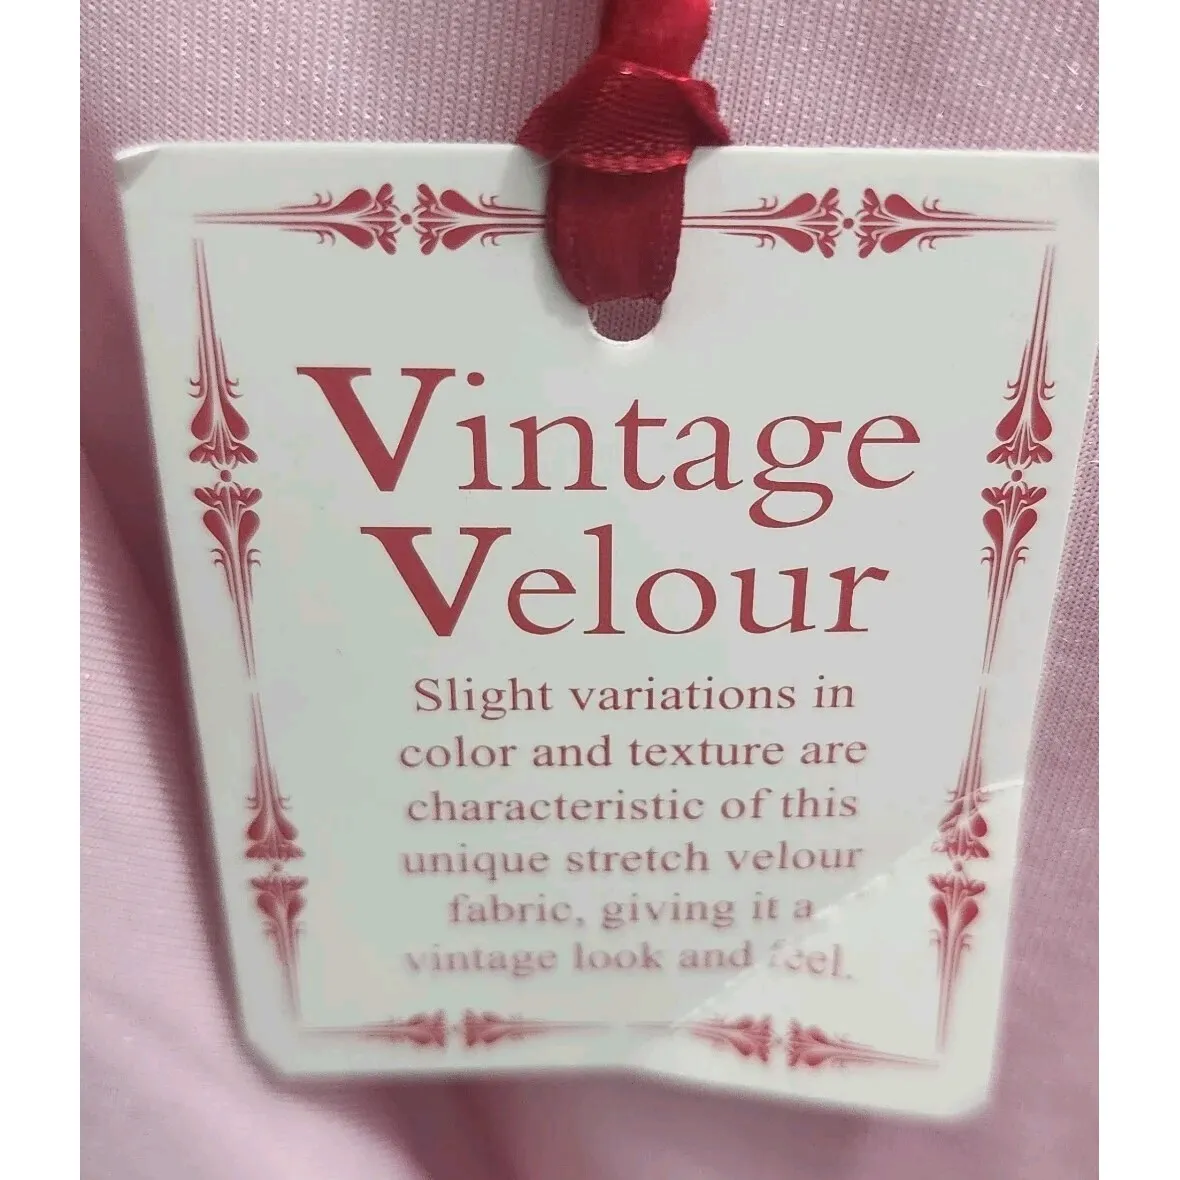 Vintage
Velour
Slight variations in
color and texture are
characteristic of this
unique stretch velour
fabric, giving it a
vintage look and feel.